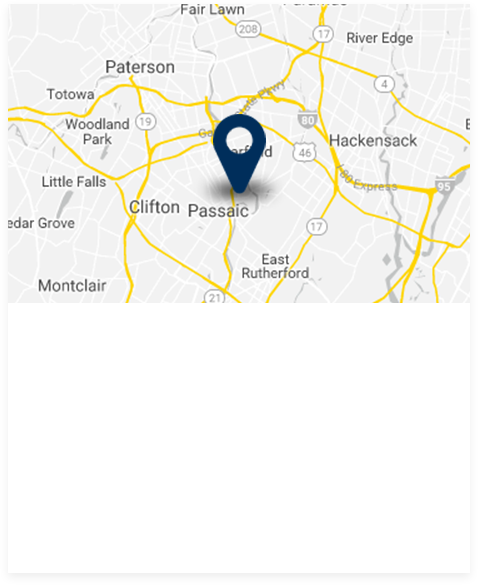 Fair Lawn
208
17
River Edge
Paterson
4
Totowa
Woodland
Park
19
80
Hackensack
46
Little Falls
I-80 Express
95
Clifton
Passaic
edar Grove
17
East
Rutherford
Montclair
21